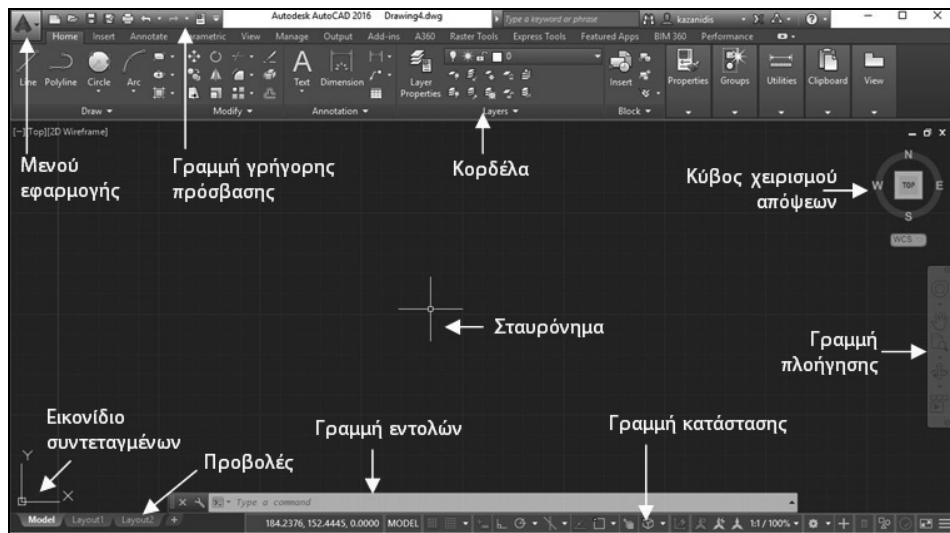 Autodesk AutoCAD 2016 Drawing4.dwg Type a keyword or phrase kazanidis
Home Insert Annotate Parametric View Manage Output Add-ins A360 Raster Tools Express Tools Featured Apps BIM 360 Performance
Line Polyline Circle Arc Text Dimension Layer Properties 0 Insert Properties Groups Utilities Clipboard View
Draw Modify Annotation Layers Block
[−][Top][2D Wireframe]
Μενού
εφαρμογής
Γραμμή γρήγορης
πρόσβασης
Κορδέλα
Κύβος χειρισμού
απόψεων
N
W TOP E
S
WCS
Σταυρόνημα
Γραμμή
πλοήγησης
Εικονίδιο
συντεταγμένων
Προβολές
Γραμμή εντολών
Γραμμή κατάστασης
Y
X
Type a command
Model Layout1 Layout2 + 184.2376, 152.4445, 0.0000 MODEL 1:1 / 100%